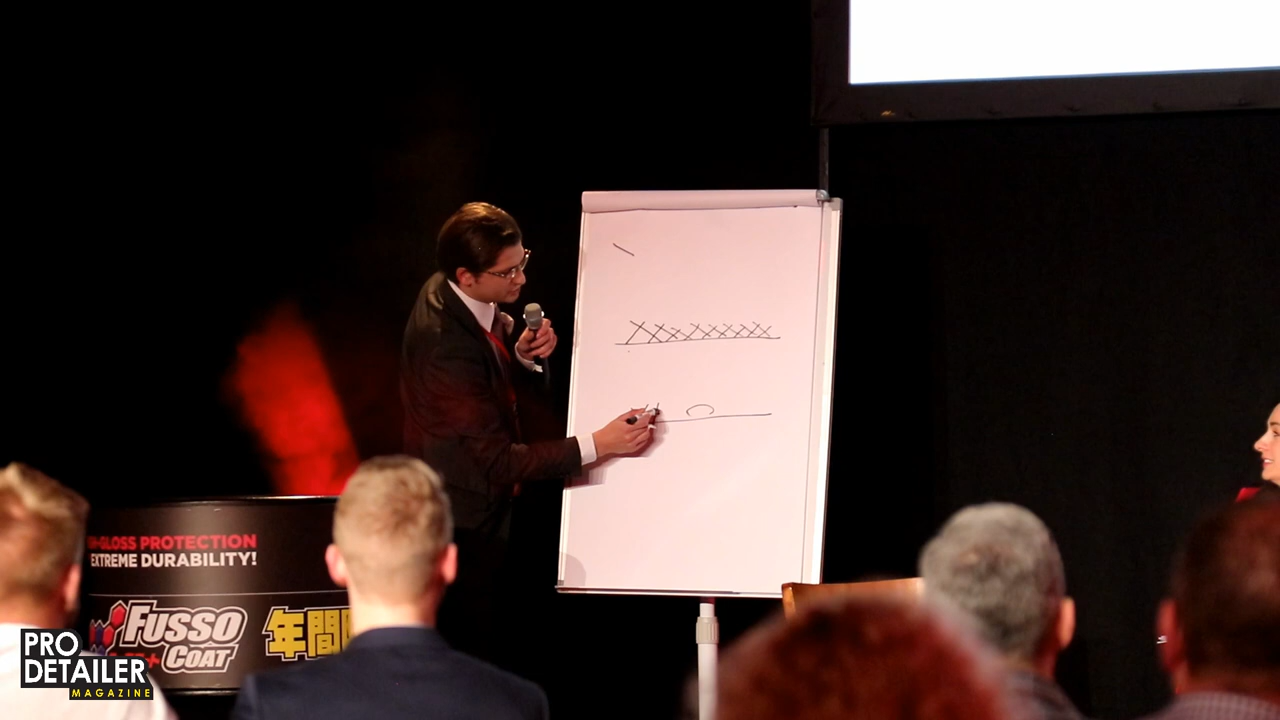 GLOSS PROTECTION
EXTREME DURABILITY!
FUSSO
COAT
年間
PRO
DETAILER
MAGAZINE